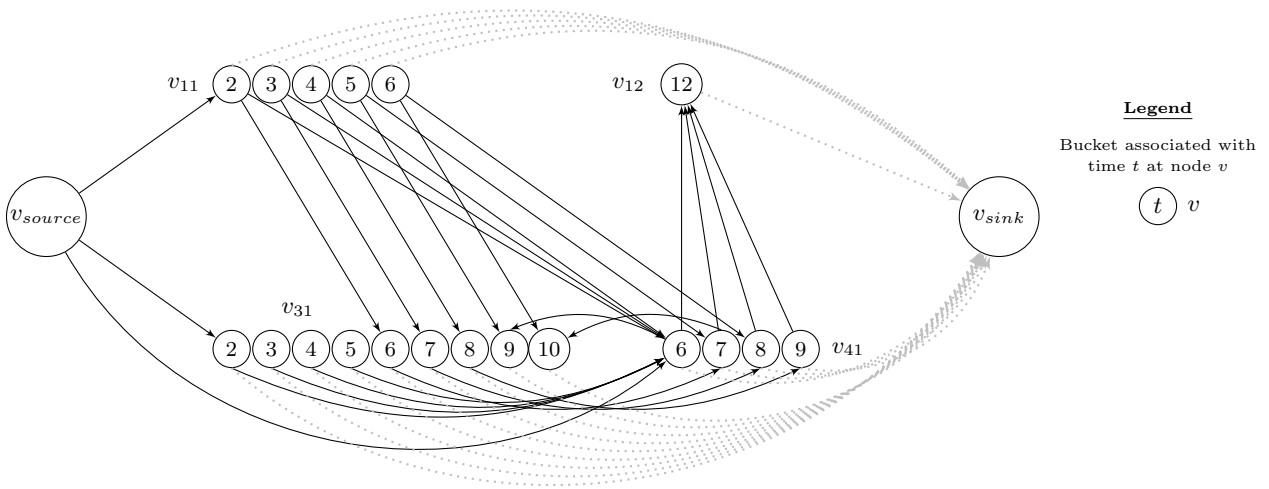 v11 2 3 4 5 6
v12 12
Legend
Bucket associated with
time t at node v
t v
vsource
vsink
v31
2 3 4 5 6 7 8 9 10
6 7 8 9 v41